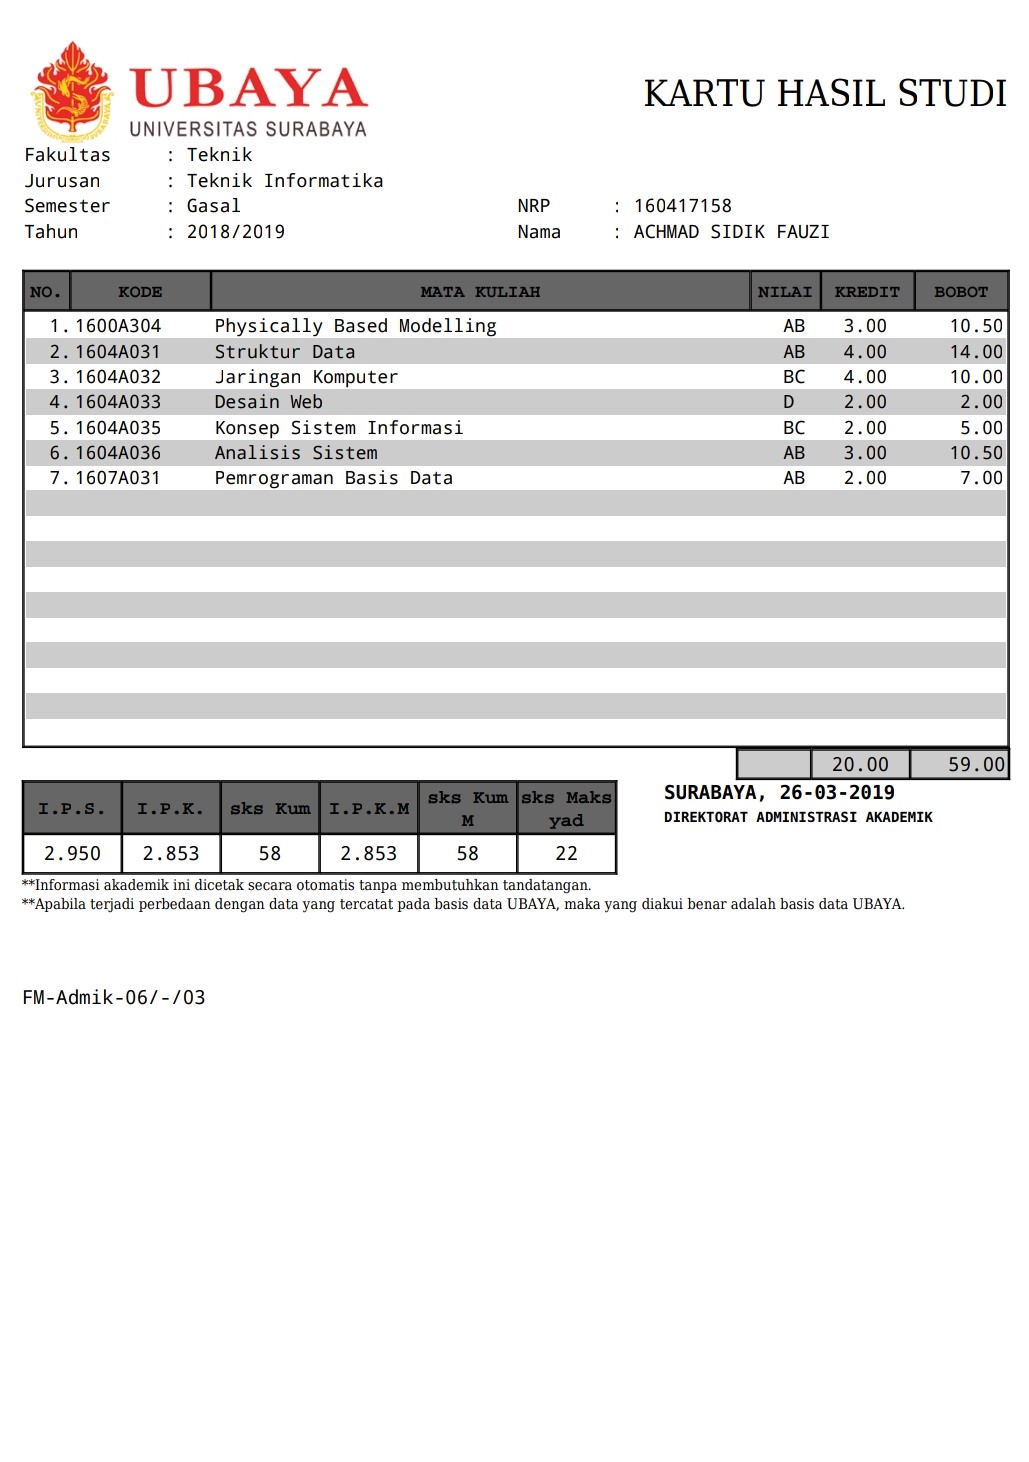 UBAYA
UNIVERSITAS SURABAYA
KARTU HASIL STUDI
Fakultas : Teknik
Jurusan : Teknik Informatika
Semester : Gasal NRP : 160417158
Tahun : 2018/2019 Nama : ACHMAD SIDIK FAUZI
NO. KODE MATA KULIAH NILAI KREDIT BOBOT
1. 1600A304 Physically Based Modelling AB 3.00 10.50
2. 1604A031 Struktur Data AB 4.00 14.00
3. 1604A032 Jaringan Komputer BC 4.00 10.00
4. 1604A033 Desain Web D 2.00 2.00
5. 1604A035 Konsep Sistem Informasi BC 2.00 5.00
6. 1604A036 Analisis Sistem AB 3.00 10.50
7. 1607A031 Pemrograman Basis Data AB 2.00 7.00
20.00 59.00
I.P.S. I.P.K. sks Kum I.P.K.M sks Kum M sks Maks yad
2.950 2.853 58 2.853 58 22
SURABAYA, 26-03-2019
DIREKTORAT ADMINISTRASI AKADEMIK
**Informasi akademik ini dicetak secara otomatis tanpa membutuhkan tandatangan.
**Apabila terjadi perbedaan dengan data yang tercatat pada basis data UBAYA, maka yang diakui benar adalah basis data UBAYA.
FM-Admik-06/-/03